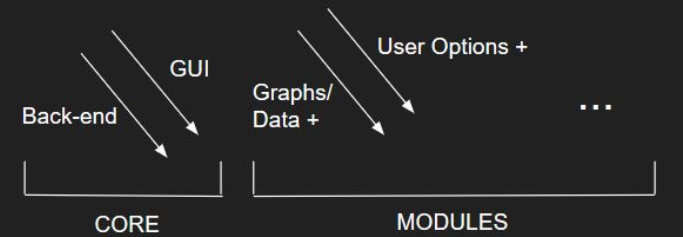 GUI
Back-end
User Options +
Graphs/
Data +
...
CORE
MODULES